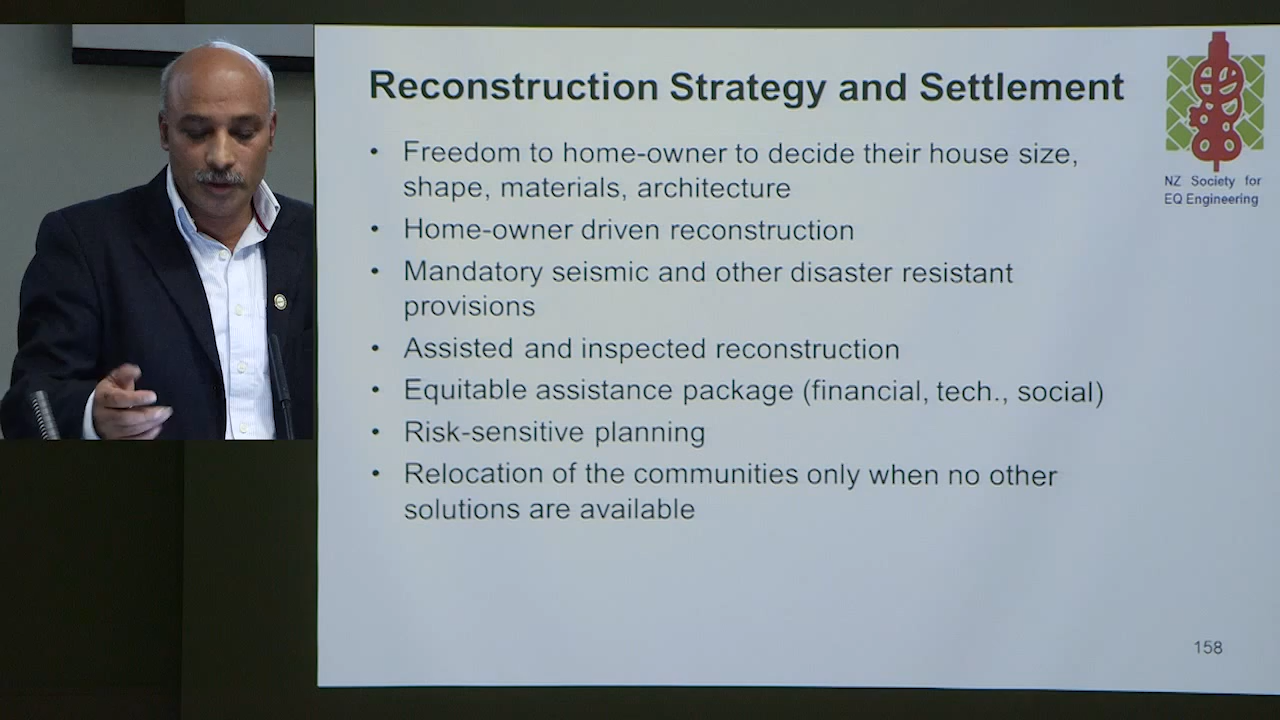 Reconstruction Strategy and Settlement
• Freedom to home-owner to decide their house size,
shape, materials, architecture
• Home-owner driven reconstruction
• Mandatory seismic and other disaster resistant
provisions
• Assisted and inspected reconstruction
• Equitable assistance package (financial, tech., social)
• Risk-sensitive planning
• Relocation of the communities only when no other
solutions are available
NZ Society for
EQ Engineering
158